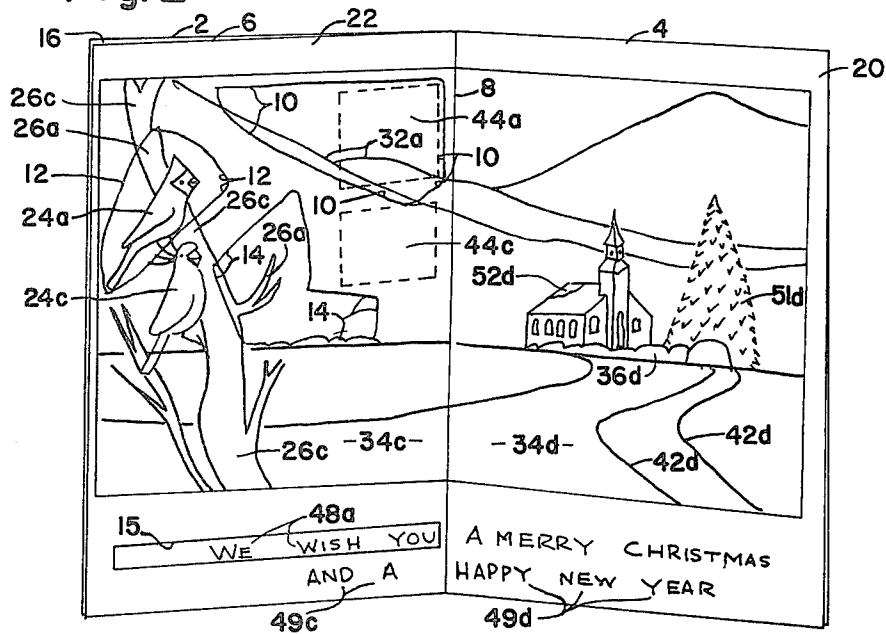 16
2
6
22
4
20
26c
10
8
44a
26a
32a
10
12
12
10
26c
24a
14
26a
44c
52d
51d
24c
14
36d
26c
-34c-
-34d-
42d
42d
15
48a
WE WISH YOU
A MERRY CHRISTMAS
AND A
HAPPY NEW YEAR
49c
49d